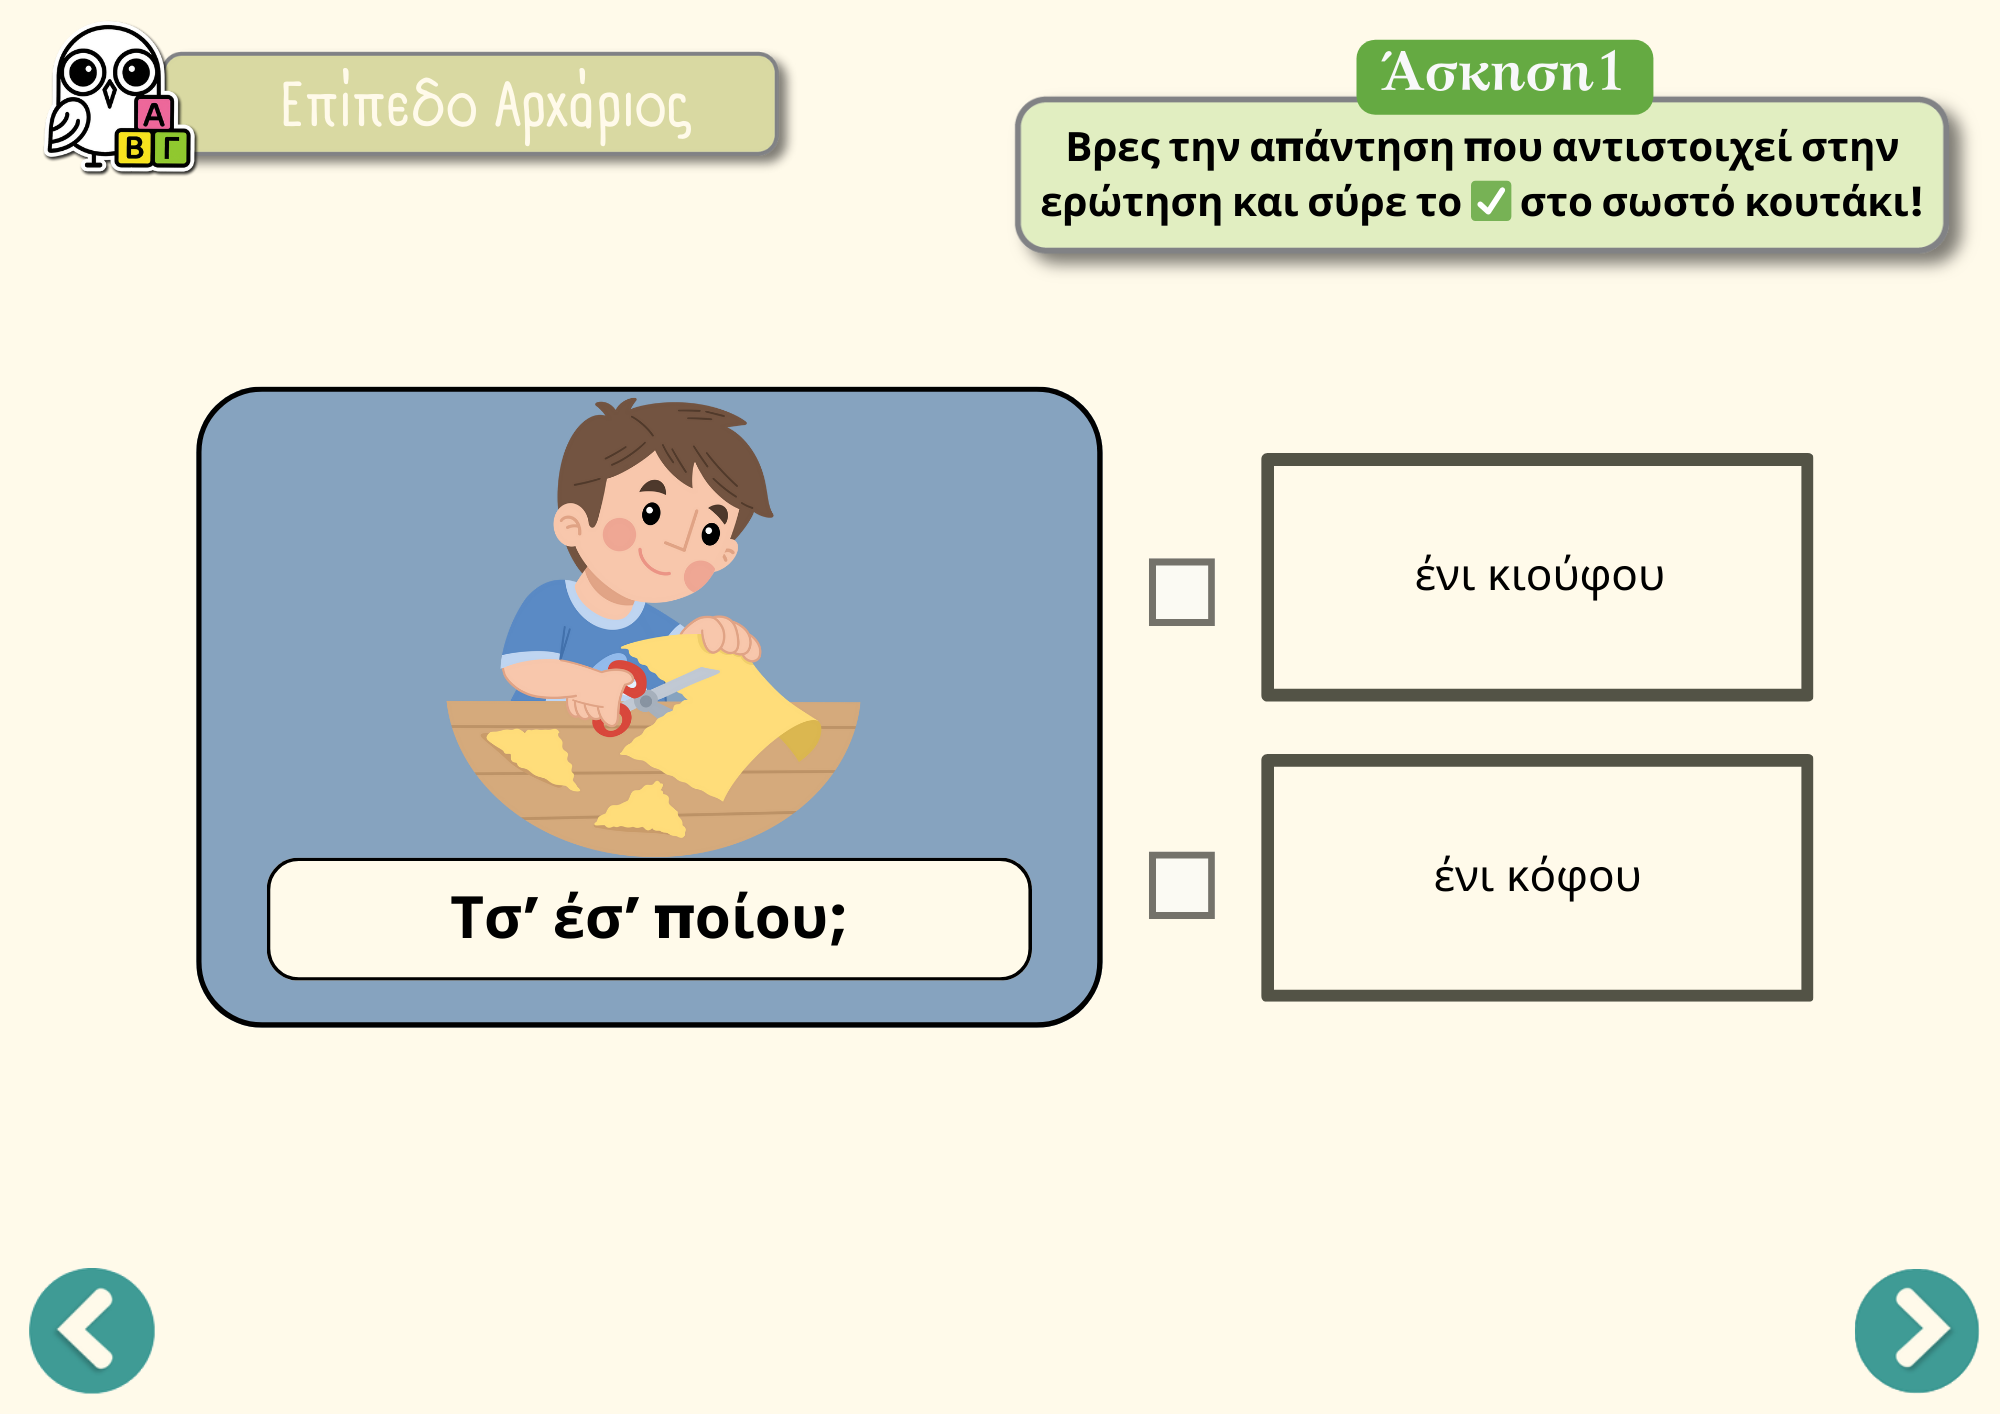 Επίπεδο Αρχάριος
Άσκηση 1
Βρες την απάντηση που αντιστοιχεί στην
ερώτηση και σύρε το ✅ στο σωστό κουτάκι!
Α
Β Γ
ένι κιούφου
Τσ’ έσ’ ποίου;
ένι κόφου